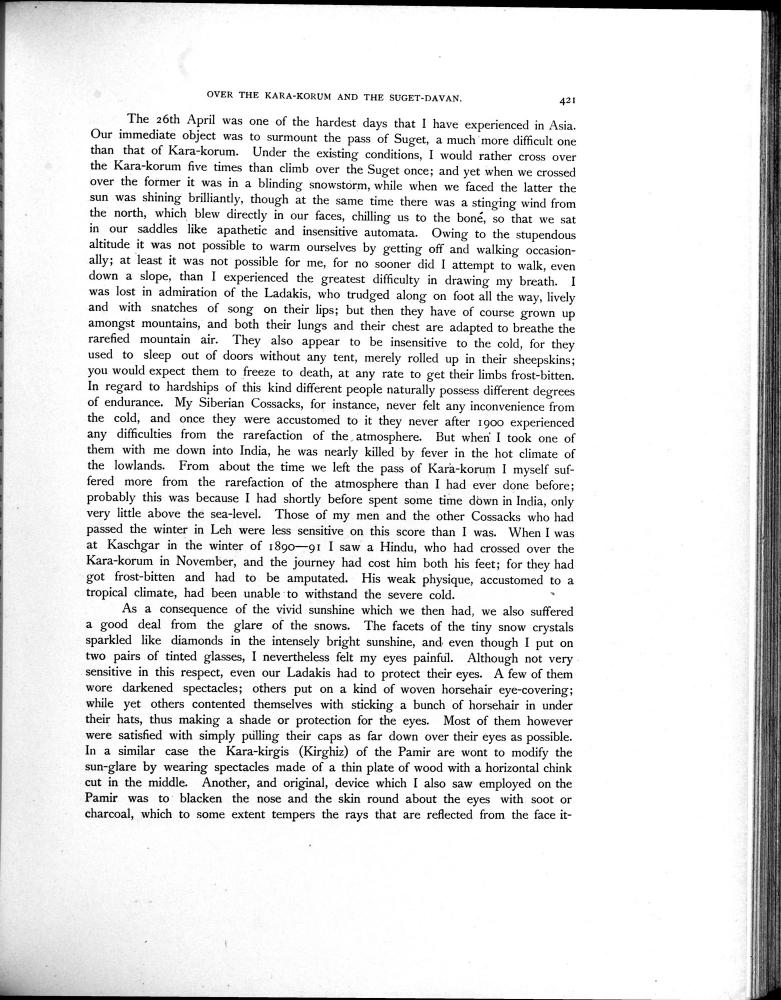 OVER THE KARA-KORUM AND THE SUGET-DAVAN. 421
The 26th April was one of the hardest days that I have experienced in Asia.
Our immediate object was to surmount the pass of Suget, a much more difficult one
than that of Kara-korum. Under the existing conditions, I would rather cross over
the Kara-korum five times than climb over the Suget once; and yet when we crossed
over the former it was in a blinding snowstorm, while when we faced the latter the
sun was shining brilliantly, though at the same time there was a stinging wind from
the north, which blew directly in our faces, chilling us to the bone, so that we sat
in our saddles like apathetic and insensitive automata. Owing to the stupendous
altitude it was not possible to warm ourselves by getting off and walking occasion-
ally; at least it was not possible for me, for no sooner did I attempt to walk, even
down a slope, than I experienced the greatest difficulty in drawing my breath. I
was lost in admiration of the Ladakis, who trudged along on foot all the way, lively
and with snatches of song on their lips; but then they have of course grown up
amongst mountains, and both their lungs and their chest are adapted to breathe the
rarefied mountain air. They also appear to be insensitive to the cold, for they
used to sleep out of doors without any tent, merely rolled up in their sheepskins;
you would expect them to freeze to death, at any rate to get their limbs frost-bitten.
In regard to hardships of this kind different people naturally possess different degrees
of endurance. My Siberian Cossacks, for instance, never felt any inconvenience from
the cold, and once they were accustomed to it they never after 1900 experienced
any difficulties from the rarefaction of the atmosphere. But when I took one of
them with me down into India, he was nearly killed by fever in the hot climate of
the lowlands. From about the time we left the pass of Kara-korum I myself suf-
fered more from the rarefaction of the atmosphere than I had ever done before;
probably this was because I had shortly before spent some time down in India, only
very little above the sea-level. Those of my men and the other Cossacks who had
passed the winter in Leh were less sensitive on this score than I was. When I was
at Kaschgar in the winter of 1890—91 I saw a Hindu, who had crossed over the
Kara-korum in November, and the journey had cost him both his feet; for they had
got frost-bitten and had to be amputated. His weak physique, accustomed to a
tropical climate, had been unable to withstand the severe cold.
As a consequence of the vivid sunshine which we then had, we also suffered
a good deal from the glare of the snows. The facets of the tiny snow crystals
sparkled like diamonds in the intensely bright sunshine, and even though I put on
two pairs of tinted glasses, I nevertheless felt my eyes painful. Although not very
sensitive in this respect, even our Ladakis had to protect their eyes. A few of them
wore darkened spectacles; others put on a kind of woven horsehair eye-covering;
while yet others contented themselves with sticking a bunch of horsehair in under
their hats, thus making a shade or protection for the eyes. Most of them however
were satisfied with simply pulling their caps as far down over their eyes as possible.
In a similar case the Kara-kirgis (Kirghiz) of the Pamir are wont to modify the
sun-glare by wearing spectacles made of a thin plate of wood with a horizontal chink
cut in the middle. Another, and original, device which I also saw employed on the
Pamir was to blacken the nose and the skin round about the eyes with soot or
charcoal, which to some extent tempers the rays that are reflected from the face it-